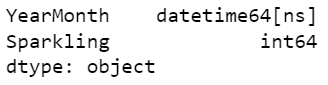 YearMonth    datetime64[ns]
Sparkling             int64
dtype: object